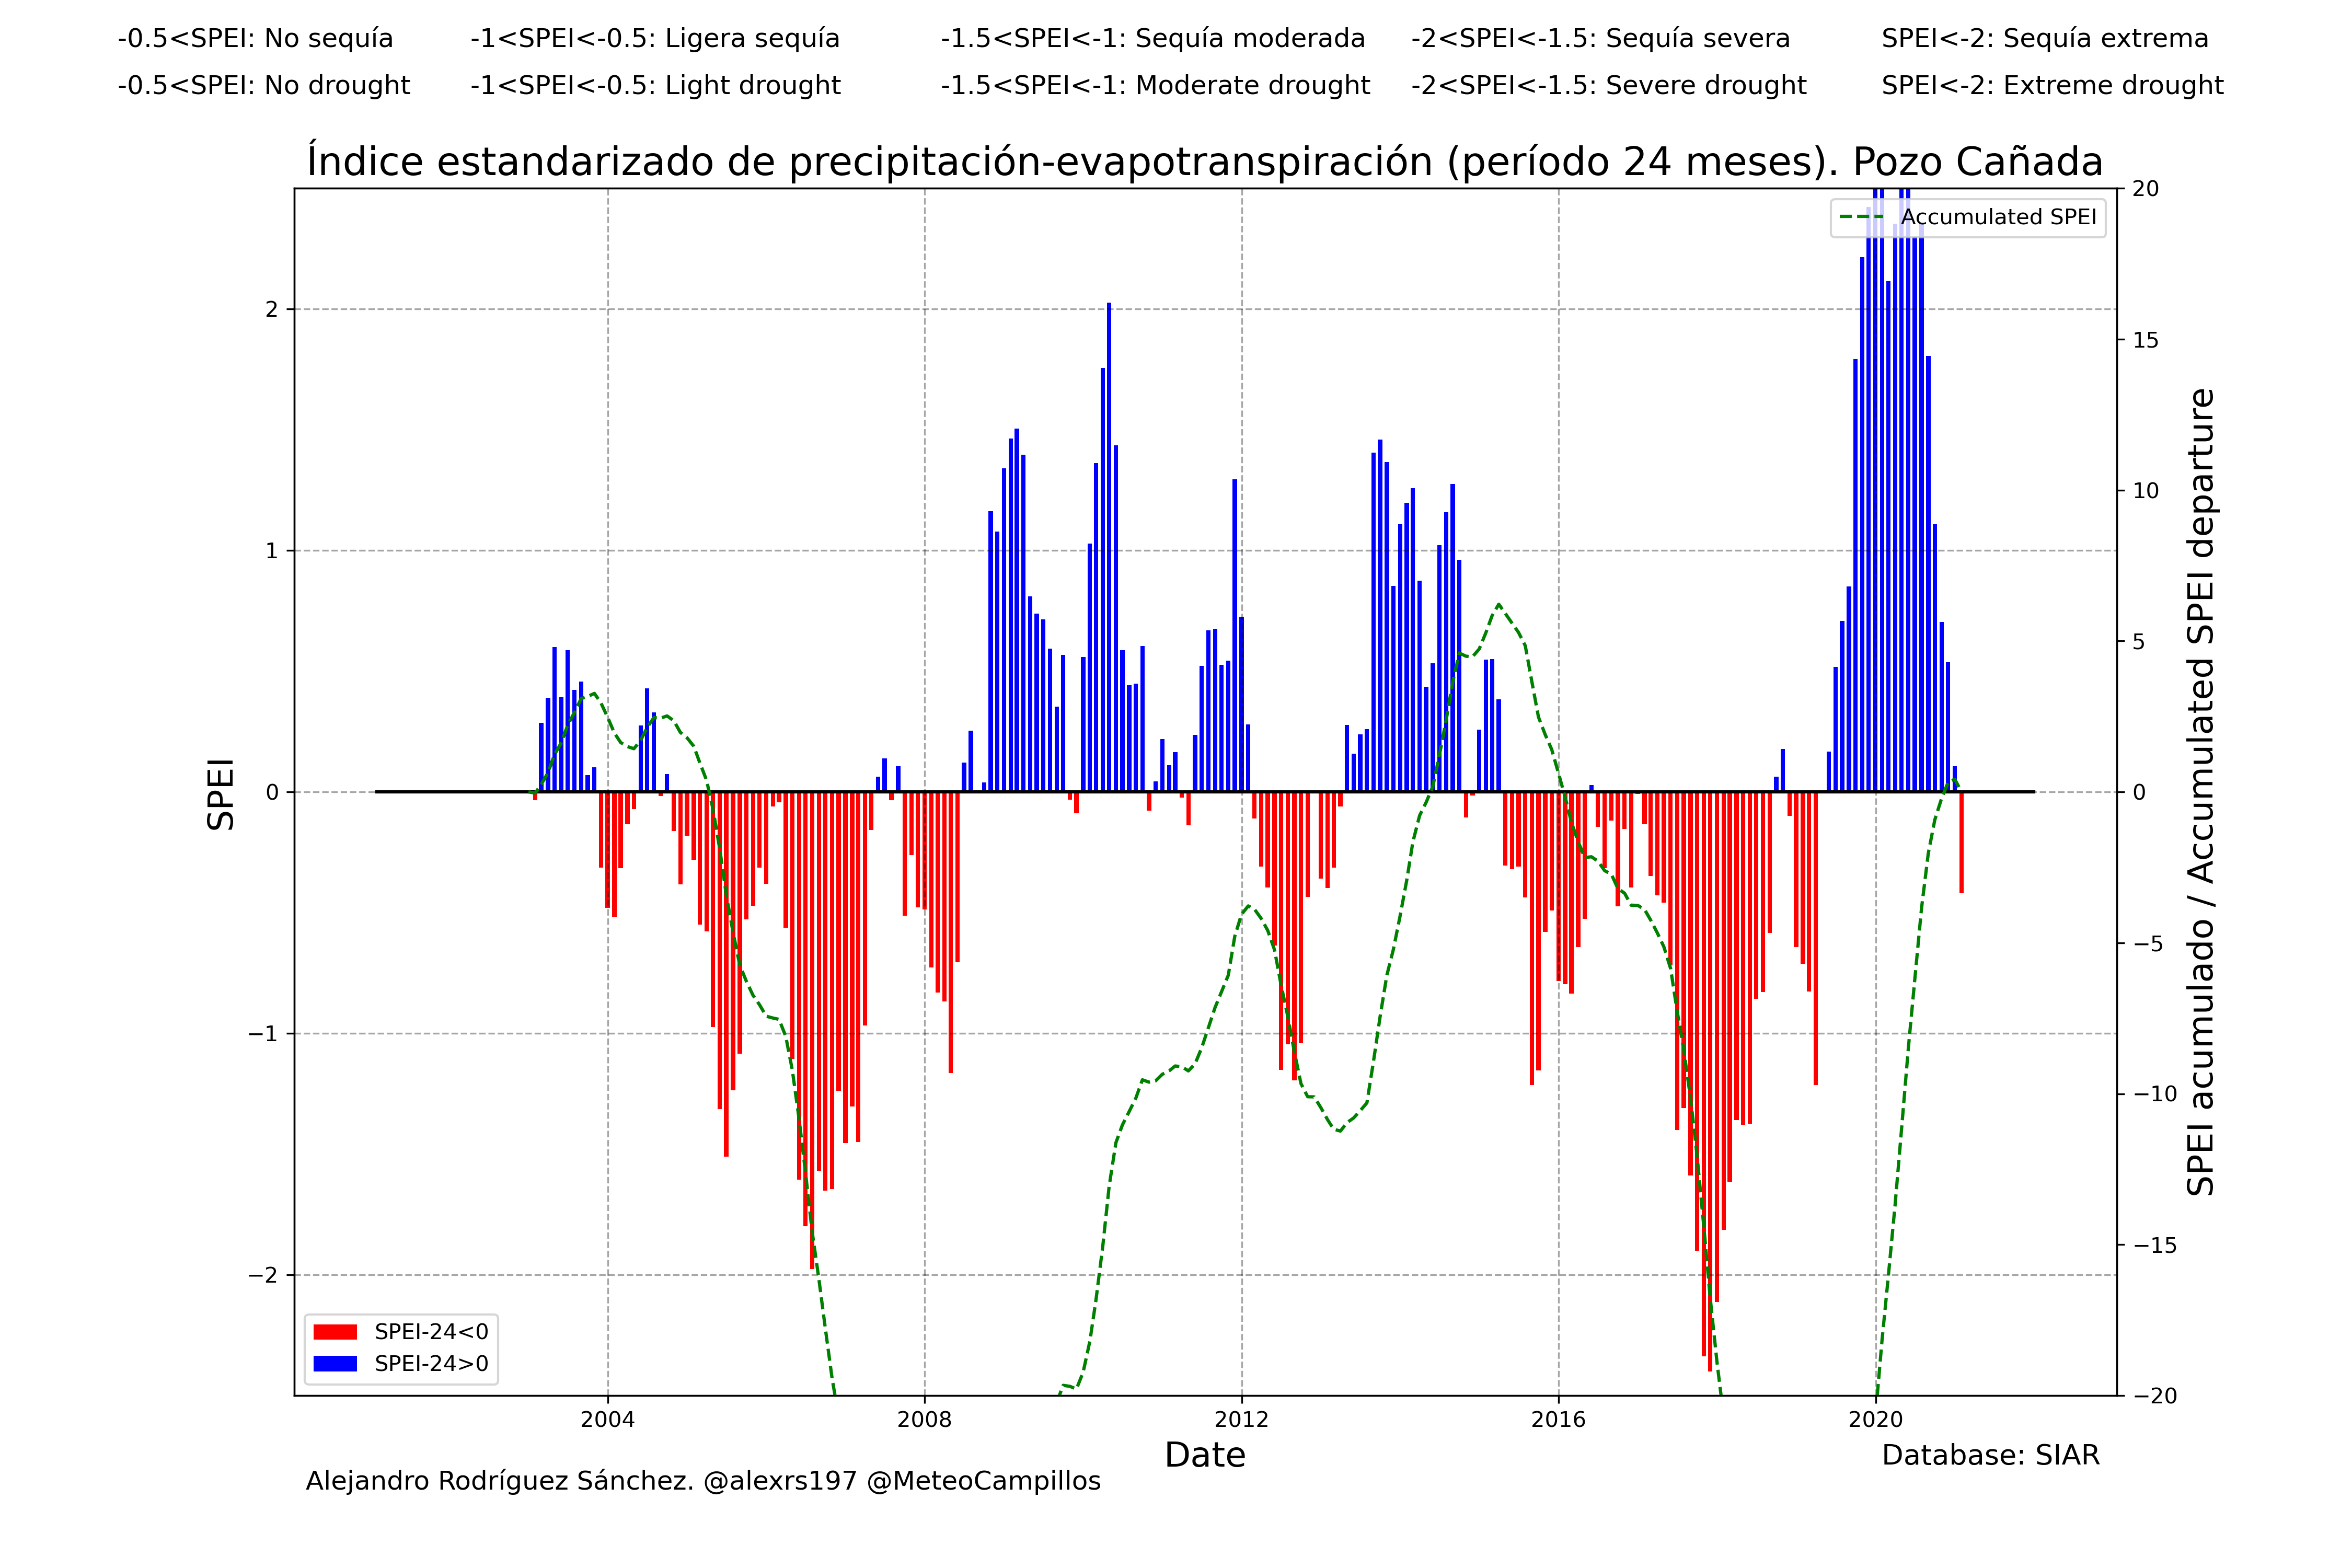 -0.5<SPEI: No sequía -1<SPEI<-0.5: Ligera sequía -1.5<SPEI<-1: Sequía moderada -2<SPEI<-1.5: Sequía severa SPEI<-2: Sequía extrema
-0.5<SPEI: No drought -1<SPEI<-0.5: Light drought -1.5<SPEI<-1: Moderate drought -2<SPEI<-1.5: Severe drought SPEI<-2: Extreme drought
Índice estandarizado de precipitación-evapotranspiración (período 24 meses). Pozo Cañada
Accumulated SPEI
SPEI
2
1
0
−1
−2
20
15
10
5
0
−5
−10
−15
−20
SPEI acumulado / Accumulated SPEI departure
SPEI-24<0
SPEI-24>0
2004 2008 2012 2016 2020
Date
Database: SIAR
Alejandro Rodríguez Sánchez. @alexrs197 @MeteoCampillos